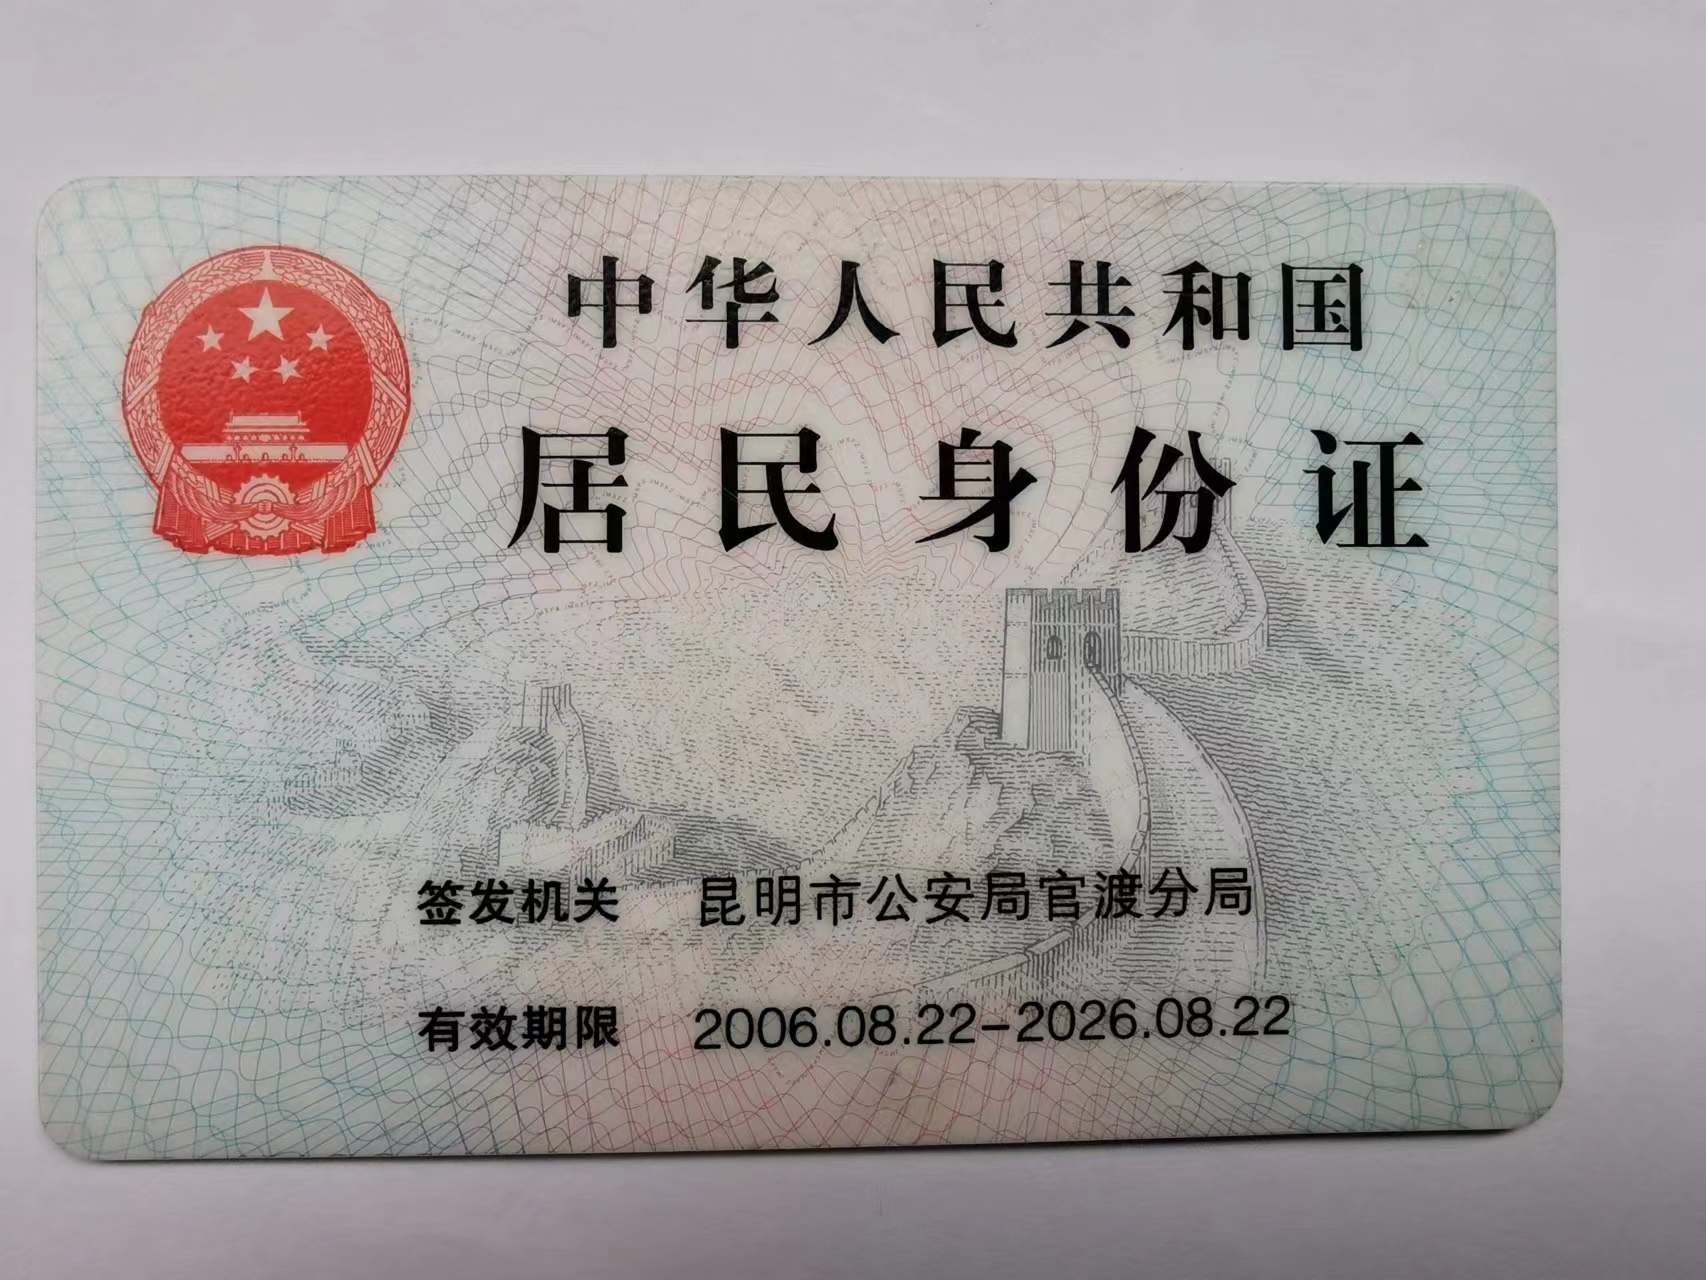 中华人民共和国
居民身份证
签发机关 昆明市公安局官渡分局
有效期限 2006.08.22-2026.08.22